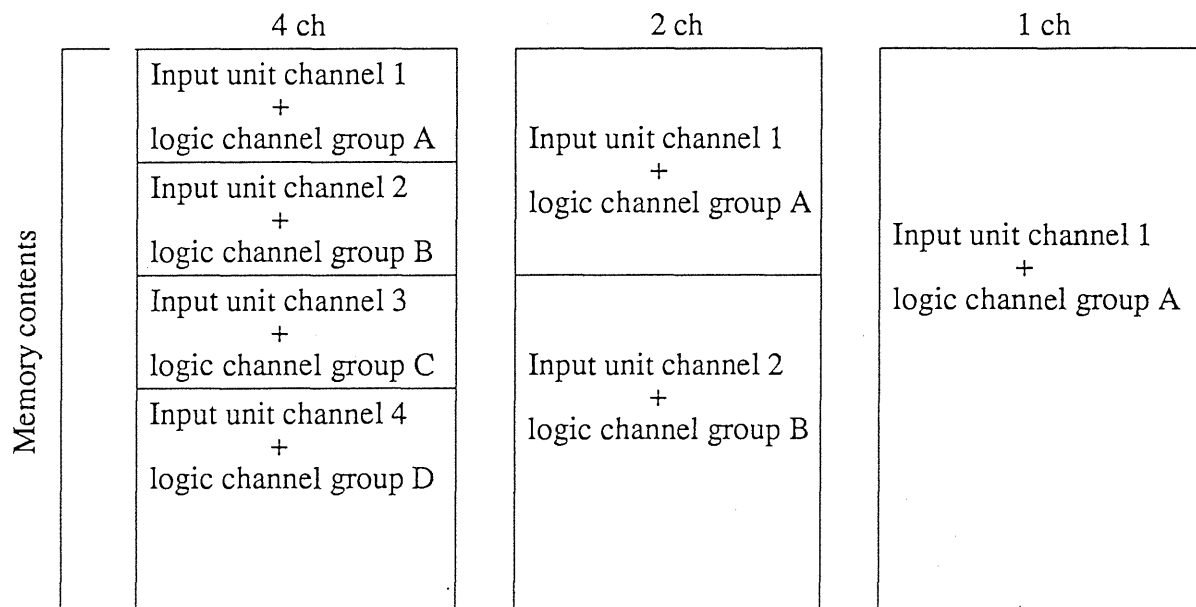 4 ch
Input unit channel 1
+
logic channel group A
Input unit channel 2
+
logic channel group B
Input unit channel 3
+
logic channel group C
Input unit channel 4
+
logic channel group D
2 ch
Input unit channel 1
+
logic channel group A
Input unit channel 2
+
logic channel group B
1 ch
Input unit channel 1
+
logic channel group A
Memory contents